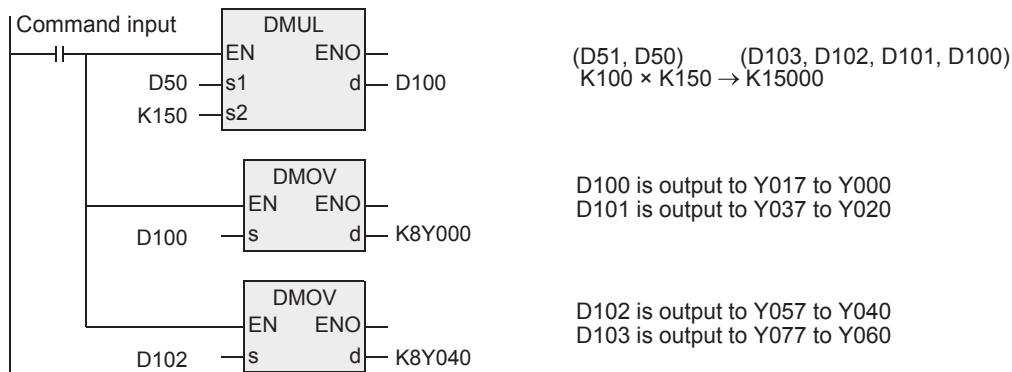 Command input
DMUL
EN ENO
D50 s1 d D100
K150 s2
(D51, D50) (D103, D102, D101, D100)
K100 × K150 → K15000
DMOV
EN ENO
D100 s d K8Y000
D100 is output to Y017 to Y000
D101 is output to Y037 to Y020
DMOV
EN ENO
D102 s d K8Y040
D102 is output to Y057 to Y040
D103 is output to Y077 to Y060